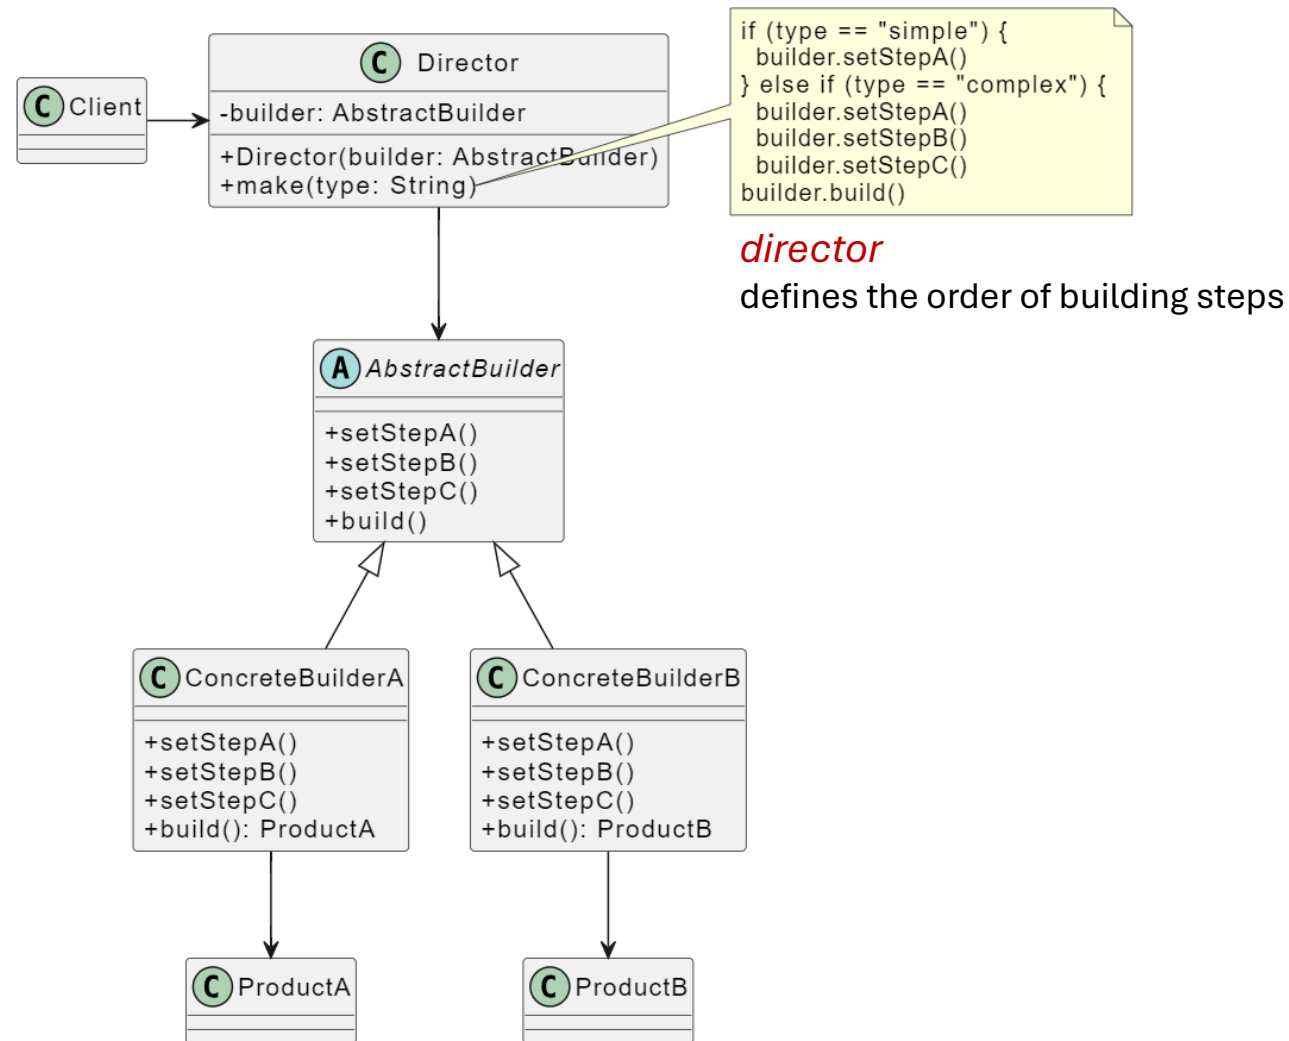 C Client
C Director
-builder: AbstractBuilder
+Director(builder: AbstractBuilder)
+make(type: String)
if (type == "simple") {
  builder.setStepA()
} else if (type == "complex") {
  builder.setStepA()
  builder.setStepB()
  builder.setStepC()
builder.build()
director
defines the order of building steps
A AbstractBuilder
+setStepA()
+setStepB()
+setStepC()
+build()
C ConcreteBuilderA
+setStepA()
+setStepB()
+setStepC()
+build(): ProductA
C ConcreteBuilderB
+setStepA()
+setStepB()
+setStepC()
+build(): ProductB
C ProductA
C ProductB